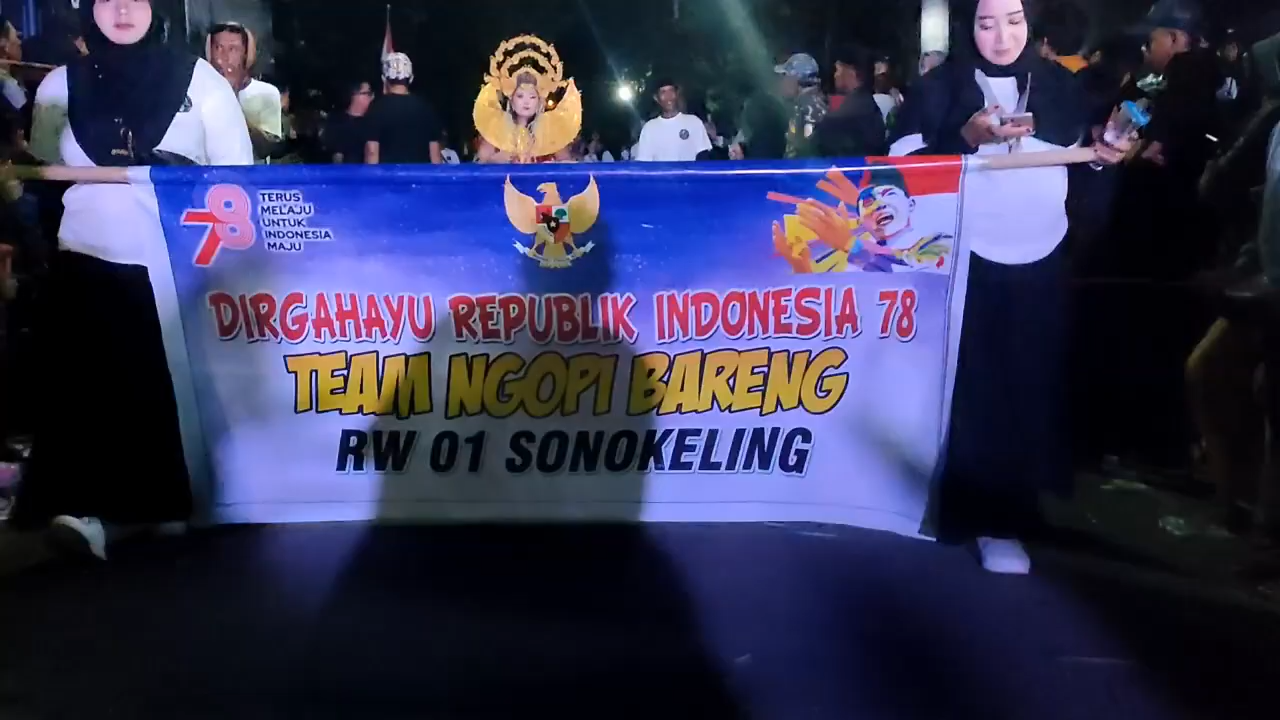 78
TERUS
MELAJU
UNTUK
INDONESIA
MAJU
DIRGAHAYU REPUBLIK INDONESIA 78
TEAM NGOPI BARENG
RW 01 SONOKELING